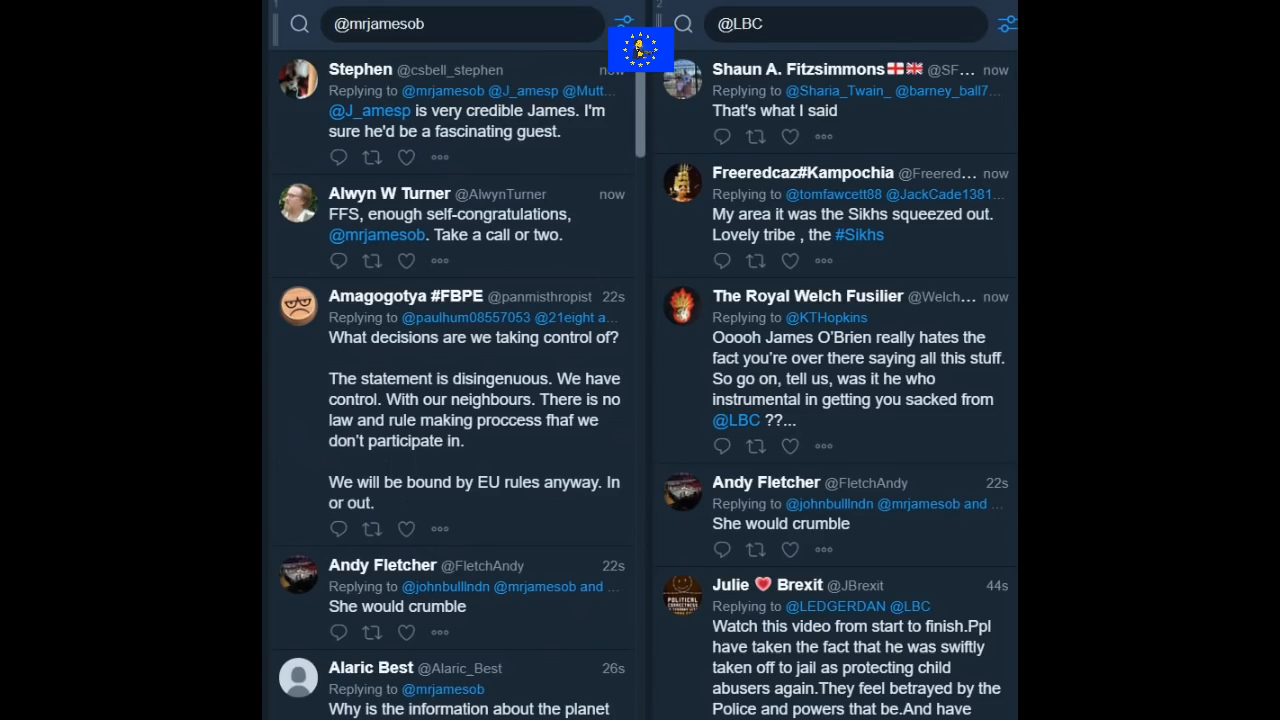 1
@mrjamesob
Stephen @csbell_stephen now
Replying to @mrjamesob @J_amesp @Mutt...
@J_amesp is very credible James. I'm
sure he'd be a fascinating guest.
Alwyn W Turner @AlwynTurner now
FFS, enough self-congratulations,
@mrjamesob. Take a call or two.
Amagogotya #FBPE @panmisthropist 22s
Replying to @paulhum08557053 @21eight a...
What decisions are we taking control of?
The statement is disingenuous. We have
control. With our neighbours. There is no
law and rule making proccess fhaf we
don't participate in.
We will be bound by EU rules anyway. In
or out.
Andy Fletcher @FletchAndy 22s
Replying to @johnbulllndn @mrjamesob and ...
She would crumble
Alaric Best @Alaric_Best 26s
Replying to @mrjamesob
Why is the information about the planet
2
@LBC
Shaun A. Fitzsimmons @SF... now
Replying to @Sharia_Twain_ @barney_ball7...
That's what I said
Freeredcaz#Kampochia @Freered... now
Replying to @tomfawcett88 @JackCade1381...
My area it was the Sikhs squeezed out.
Lovely tribe , the #Sikhs
The Royal Welch Fusilier @Welch... now
Replying to @KTHopkins
Ooooh James O'Brien really hates the
fact you're over there saying all this stuff.
So go on, tell us, was it he who
instrumental in getting you sacked from
@LBC ??...
Andy Fletcher @FletchAndy 22s
Replying to @johnbulllndn @mrjamesob and ...
She would crumble
Julie Brexit @JBrexit 44s
Replying to @LEDGERDAN @LBC
POLITICAL
CORRECTNESS
Watch this video from start to finish.Ppl
have taken the fact that he was swiftly
taken off to jail as protecting child
abusers again.They feel betrayed by the
Police and powers that be.And have